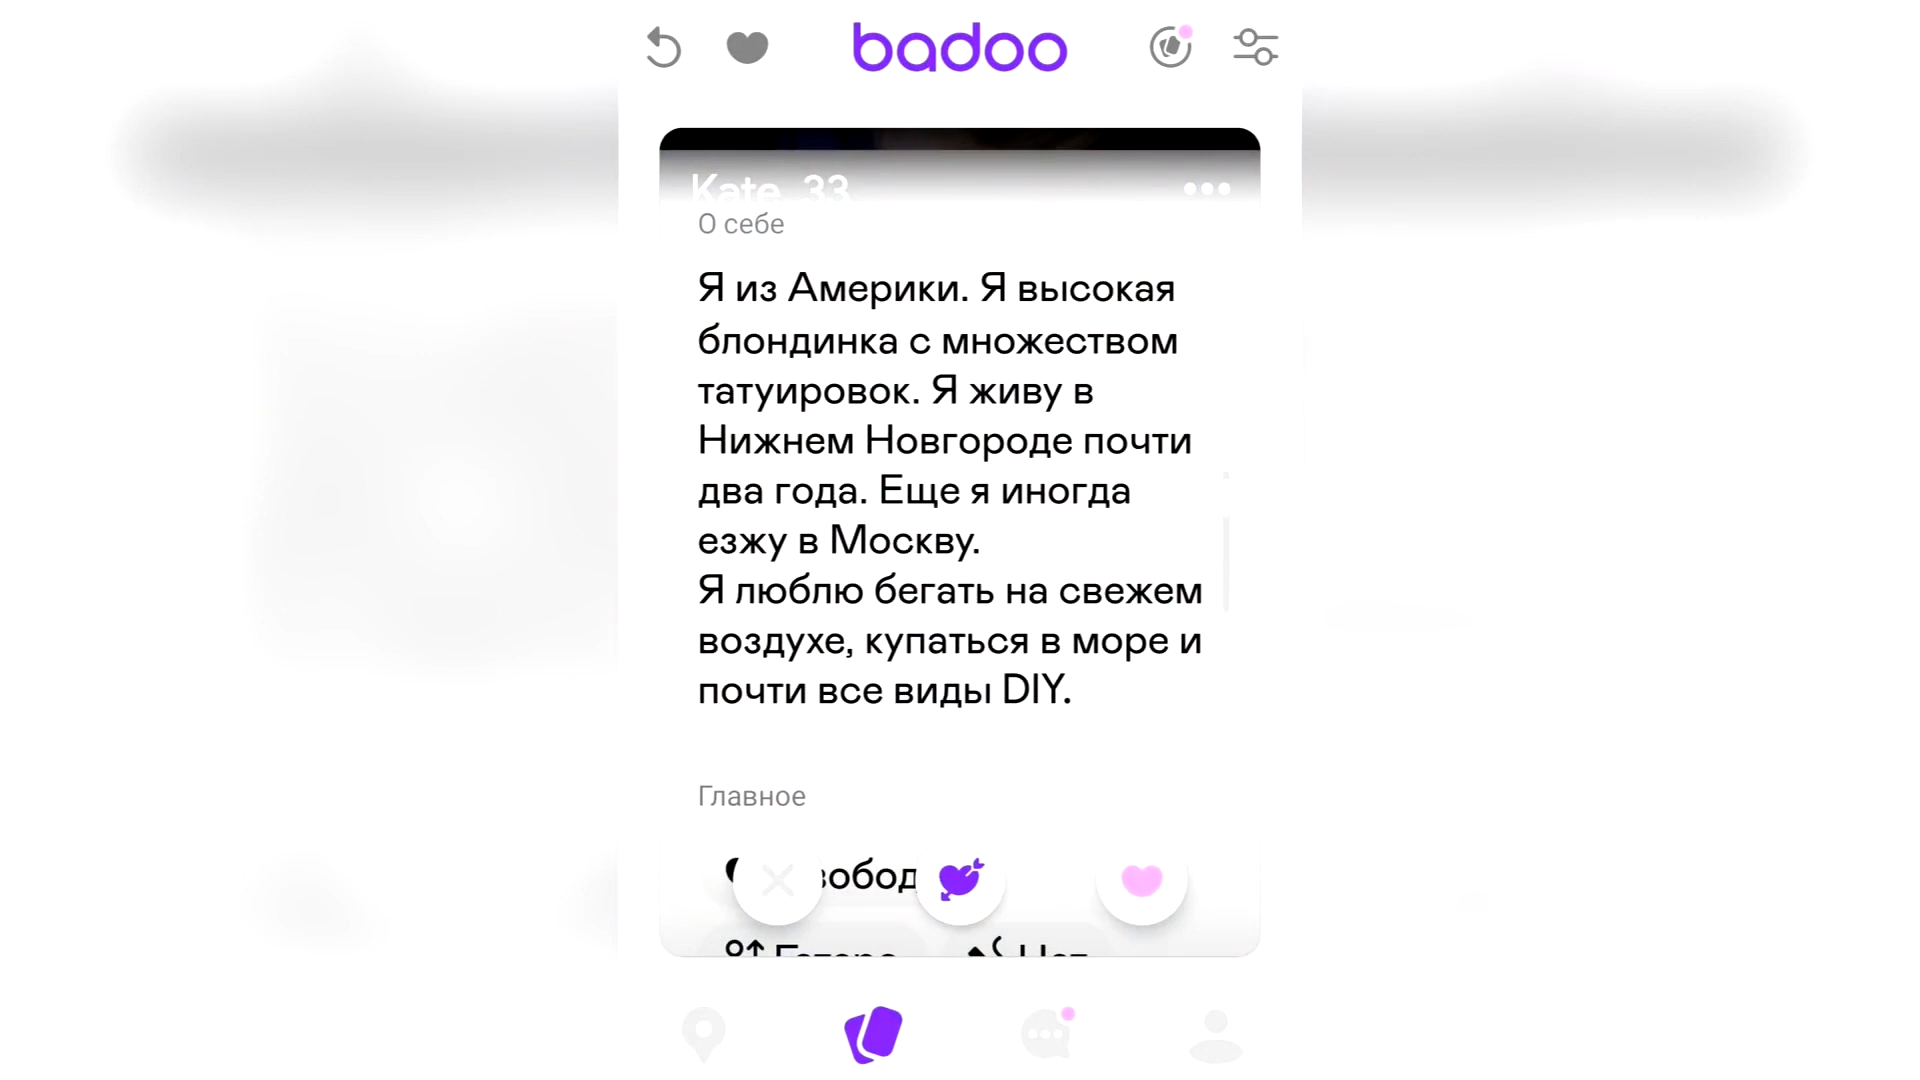 badoo
Kate, 33
О себе
Я из Америки. Я высокая
блондинка с множеством
татуировок. Я живу в
Нижнем Новгороде почти
два года. Еще я иногда
езжу в Москву.
Я люблю бегать на свежем
воздухе, купаться в море и
почти все виды DIY.
Главное